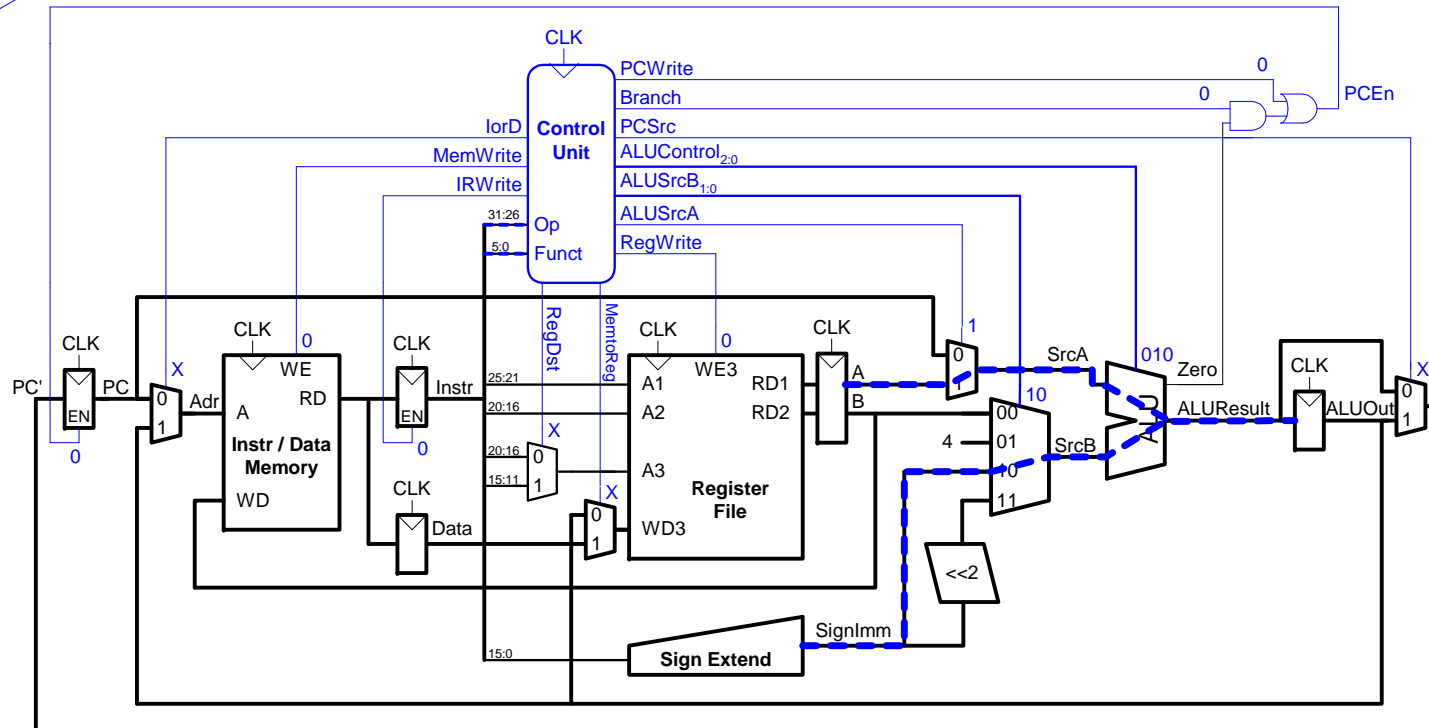 CLK
PCWrite
0
Branch
0
PCEn
IorD
Control
Unit
PCSrc
MemWrite
ALUControl2:0
IRWrite
ALUSrcB1:0
31:26
Op
ALUSrcA
5:0
Funct
RegWrite
RegDst
MemtoReg
CLK
CLK
CLK
CLK
CLK
0
0
1
SrcA
010
Zero
CLK
X
X
PC'
PC
EN
0
1
Adr
WE
A
RD
Instr / Data
Memory
WD
EN
Instr
0
0
25:21
A1
WE3
RD1
A
0
1
20:16
A2
RD2
B
10
00
ALU
ALUResult
ALUOut
0
1
X
4
01
SrcB
20:16
0
A3
10
15:11
1
Register
File
11
CLK
Data
X
0
1
WD3
<<2
SignImm
15:0
Sign Extend